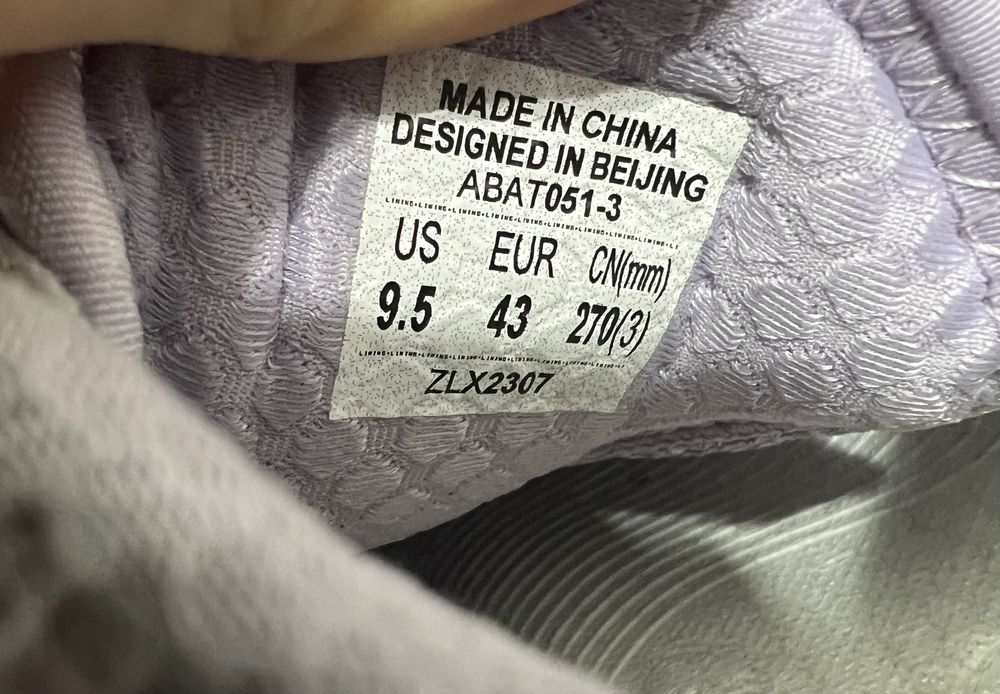 MADE IN CHINA
DESIGNED IN BEIJING
ABAT051-3
US EUR CN(mm)
9.5 43 270(3)
ZLX2307